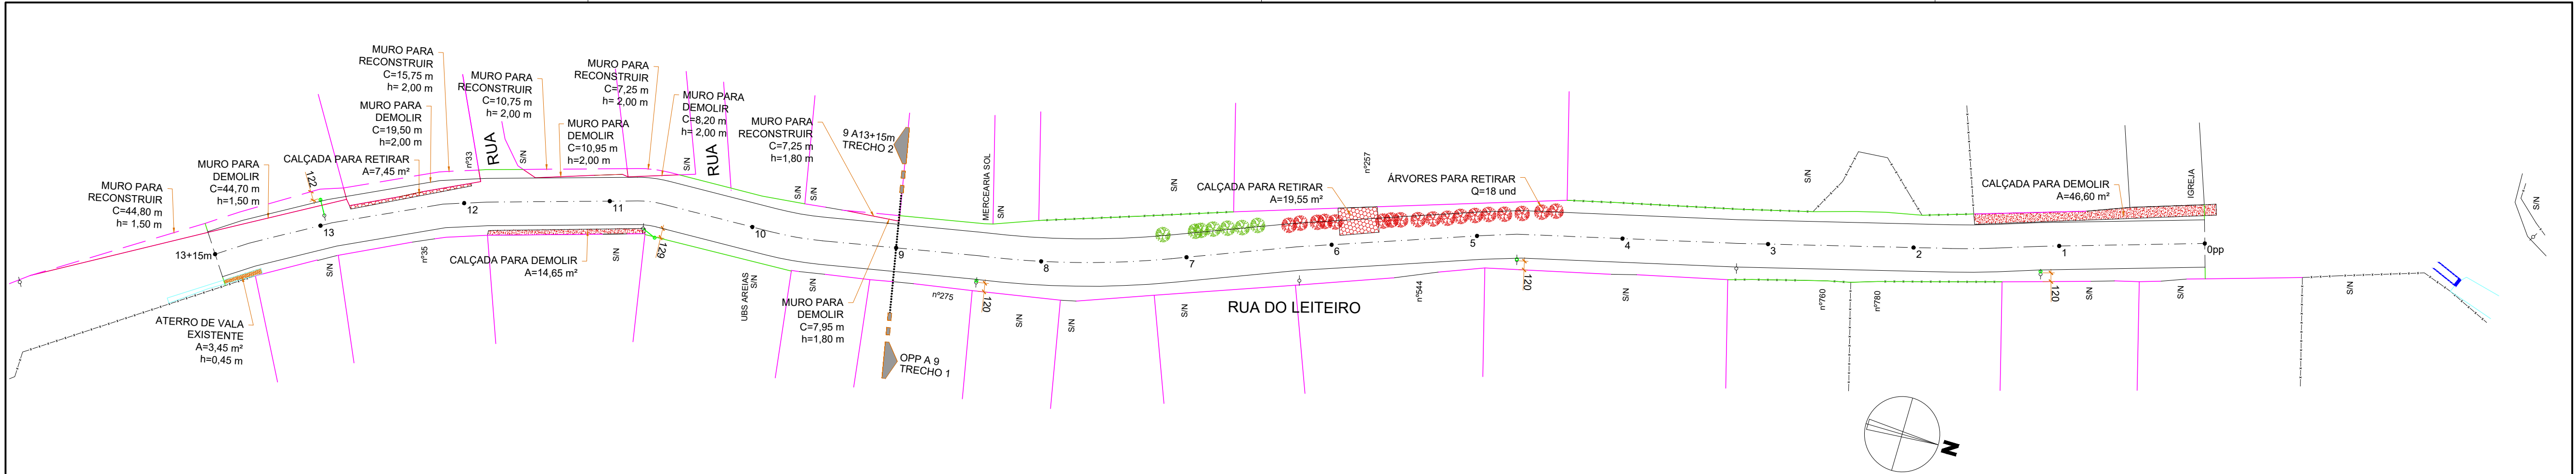 MURO PARA
RECONSTRUIR
C=44,80 m
h= 1,50 m
MURO PARA
DEMOLIR
C=44,70 m
h=1,50 m
MURO PARA
RECONSTRUIR
C=15,75 m
h= 2,00 m
MURO PARA
DEMOLIR
C=19,50 m
h=2,00 m
CALÇADA PARA RETIRAR
A=7,45 m²
122
nº33
RUA
MURO PARA
RECONSTRUIR
C=10,75 m
h= 2,00 m
S/N
MURO PARA
DEMOLIR
C=10,95 m
h=2,00 m
MURO PARA
RECONSTRUIR
C=7,25 m
h= 2,00 m
MURO PARA
DEMOLIR
C=8,20 m
h= 2,00 m
S/N
RUA
MURO PARA
RECONSTRUIR
C=7,25 m
h=1,80 m
S/N
S/N
9 A13+15m
TRECHO 2
MERCEARIA SOL
S/N
S/N
CALÇADA PARA RETIRAR
A=19,55 m²
nº257
ÁRVORES PARA RETIRAR
Q=18 und
S/N
CALÇADA PARA DEMOLIR
A=46,60 m²
IGREJA
S/N
13+15m
13
12
11
10
9
8
7
6
5
4
3
2
1
0pp
ATERRO DE VALA
EXISTENTE
A=3,45 m²
h=0,45 m
S/N
nº35
CALÇADA PARA DEMOLIR
A=14,65 m²
S/N
129
UBS AREIAS
S/N
S/N
MURO PARA
DEMOLIR
C=7,95 m
h=1,80 m
OPP A 9
TRECHO 1
nº275
120
S/N
S/N
S/N
RUA DO LEITEIRO
nº544
120
S/N
nº760
nº780
120
S/N
S/N
S/N
N